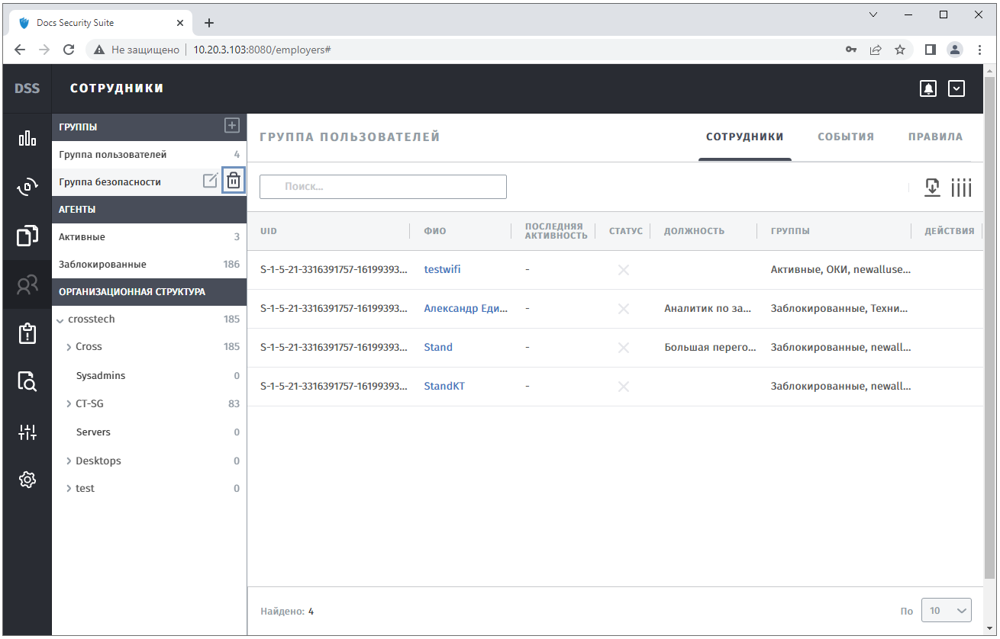 Docs Security Suite
Не защищено
10.20.3.103:8080/employers#
DSS
СОТРУДНИКИ
ГРУППЫ
Группа пользователей 4
Группа безопасности
АГЕНТЫ
Активные 3
Заблокированные 186
ОРГАНИЗАЦИОННАЯ СТРУКТУРА
crosstech 185
Cross 185
Sysadmins 0
CT-SG 83
Servers 0
Desktops 0
test 0
ГРУППА ПОЛЬЗОВАТЕЛЕЙ
СОТРУДНИКИ СОБЫТИЯ ПРАВИЛА
Поиск...
UID ФИО ПОСЛЕДНЯЯ АКТИВНОСТЬ СТАТУС ДОЛЖНОСТЬ ГРУППЫ ДЕЙСТВИЯ
S-1-5-21-3316391757-16199393... testwifi - Активные, ОКИ, newalluse...
S-1-5-21-3316391757-16199393... Александр Еди... - Аналитик по за... Заблокированные, Техни...
S-1-5-21-3316391757-16199393... Stand - Большая перего... Заблокированные, newall...
S-1-5-21-3316391757-16199393... StandKT - Заблокированные, newall...
Найдено: 4
По 10